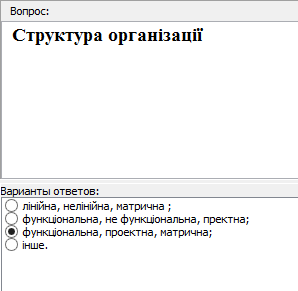 Вопрос:
Структура організації
Варианты ответов:
лінійна, нелінійна, матрична ;
функціональна, не функціональна, пректна;
функціональна, проектна, матрична;
інше.